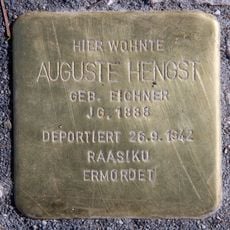 HIER WOHNTE
AUGUSTE HENGST
GEB. EICHNER
JG. 1888
DEPORTIERT 26.9.1942
RAASIKU
ERMORDET